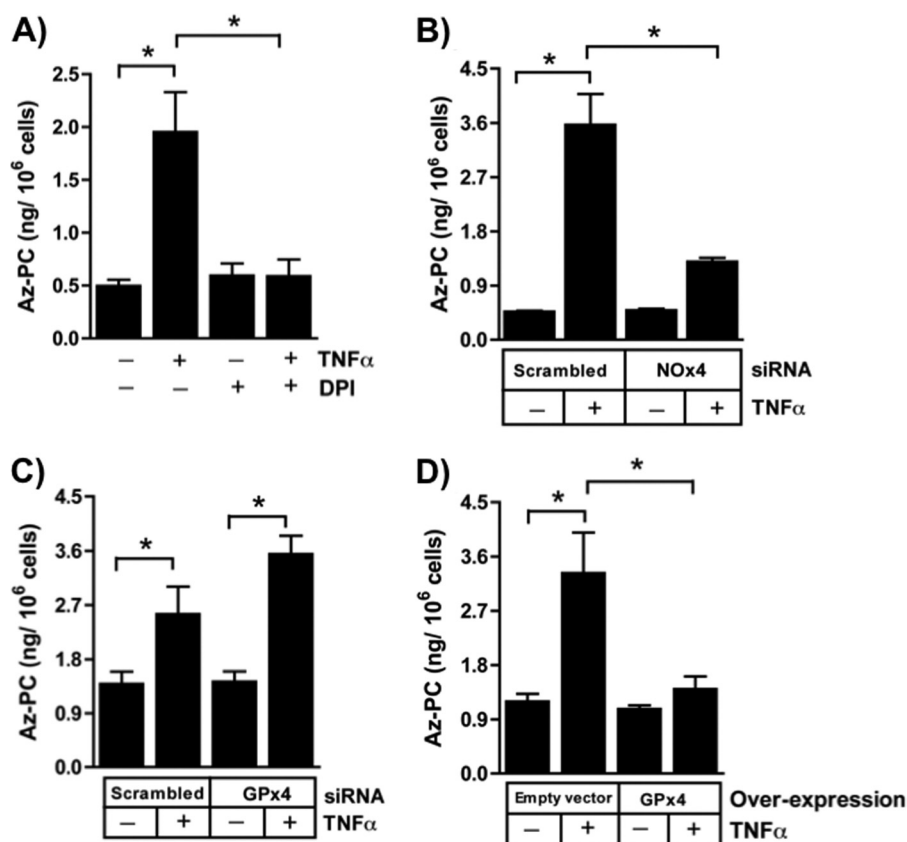 A)
* *
Az-PC (ng/ 10⁶ cells)
2.5
2.0
1.5
1.0
0.5
0.0
– + – + TNFα
– – + + DPI
B)
* *
Az-PC (ng/ 10⁶ cells)
4.5
3.6
2.7
1.8
0.9
0.0
Scrambled NOx4 siRNA
– + – + TNFα
C)
* *
Az-PC (ng/ 10⁶ cells)
4.5
3.6
2.7
1.8
0.9
0.0
Scrambled GPx4 siRNA
– + – + TNFα
D)
* *
Az-PC (ng/ 10⁶ cells)
4.5
3.6
2.7
1.8
0.9
0.0
Empty vector GPx4 Over-expression
– + – + TNFα